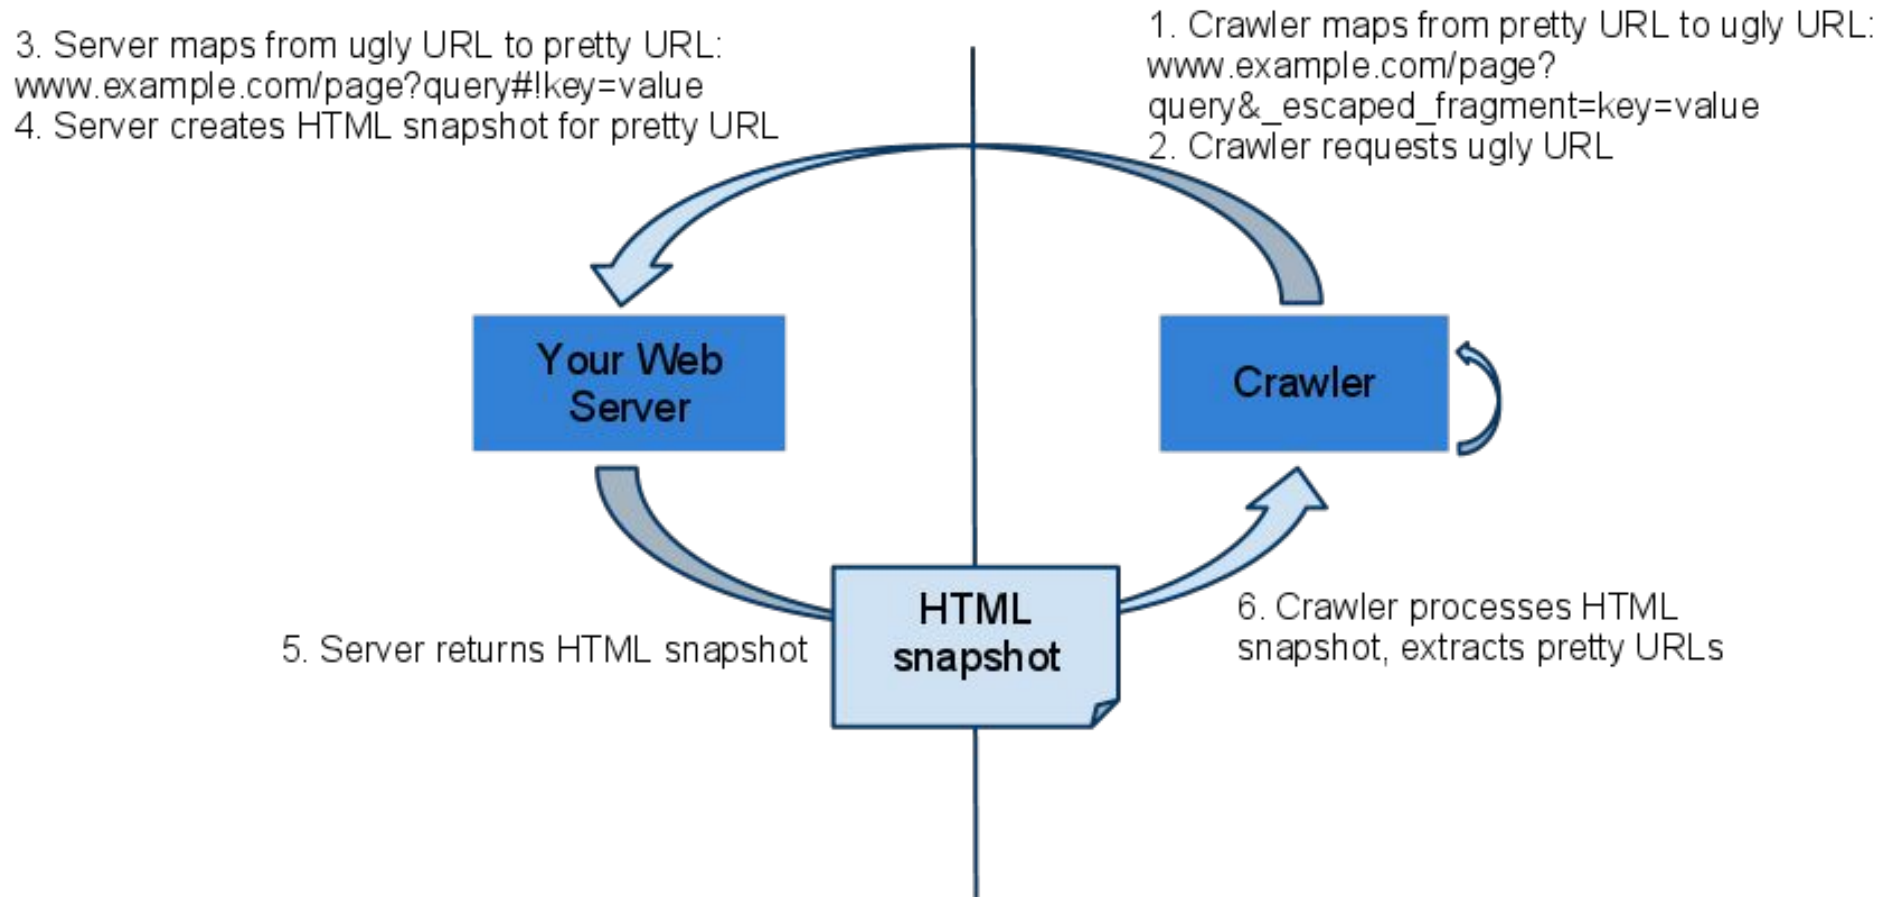 3. Server maps from ugly URL to pretty URL:
www.example.com/page?query#!key=value
4. Server creates HTML snapshot for pretty URL
1. Crawler maps from pretty URL to ugly URL:
www.example.com/page?
query&_escaped_fragment=key=value
2. Crawler requests ugly URL
Your Web
Server
Crawler
HTML
snapshot
5. Server returns HTML snapshot
6. Crawler processes HTML
snapshot, extracts pretty URLs